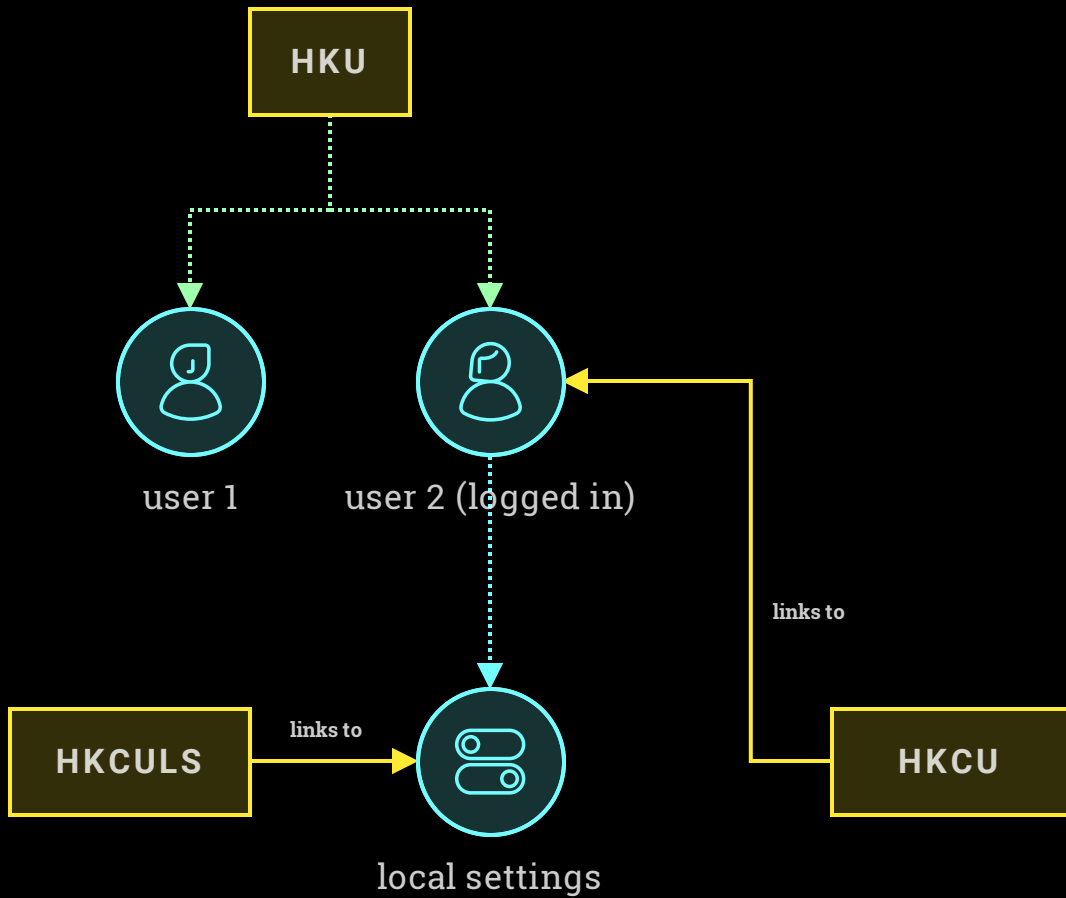 HKU
user 1
user 2 (logged in)
links to
links to
HKCULS
HKCU
local settings